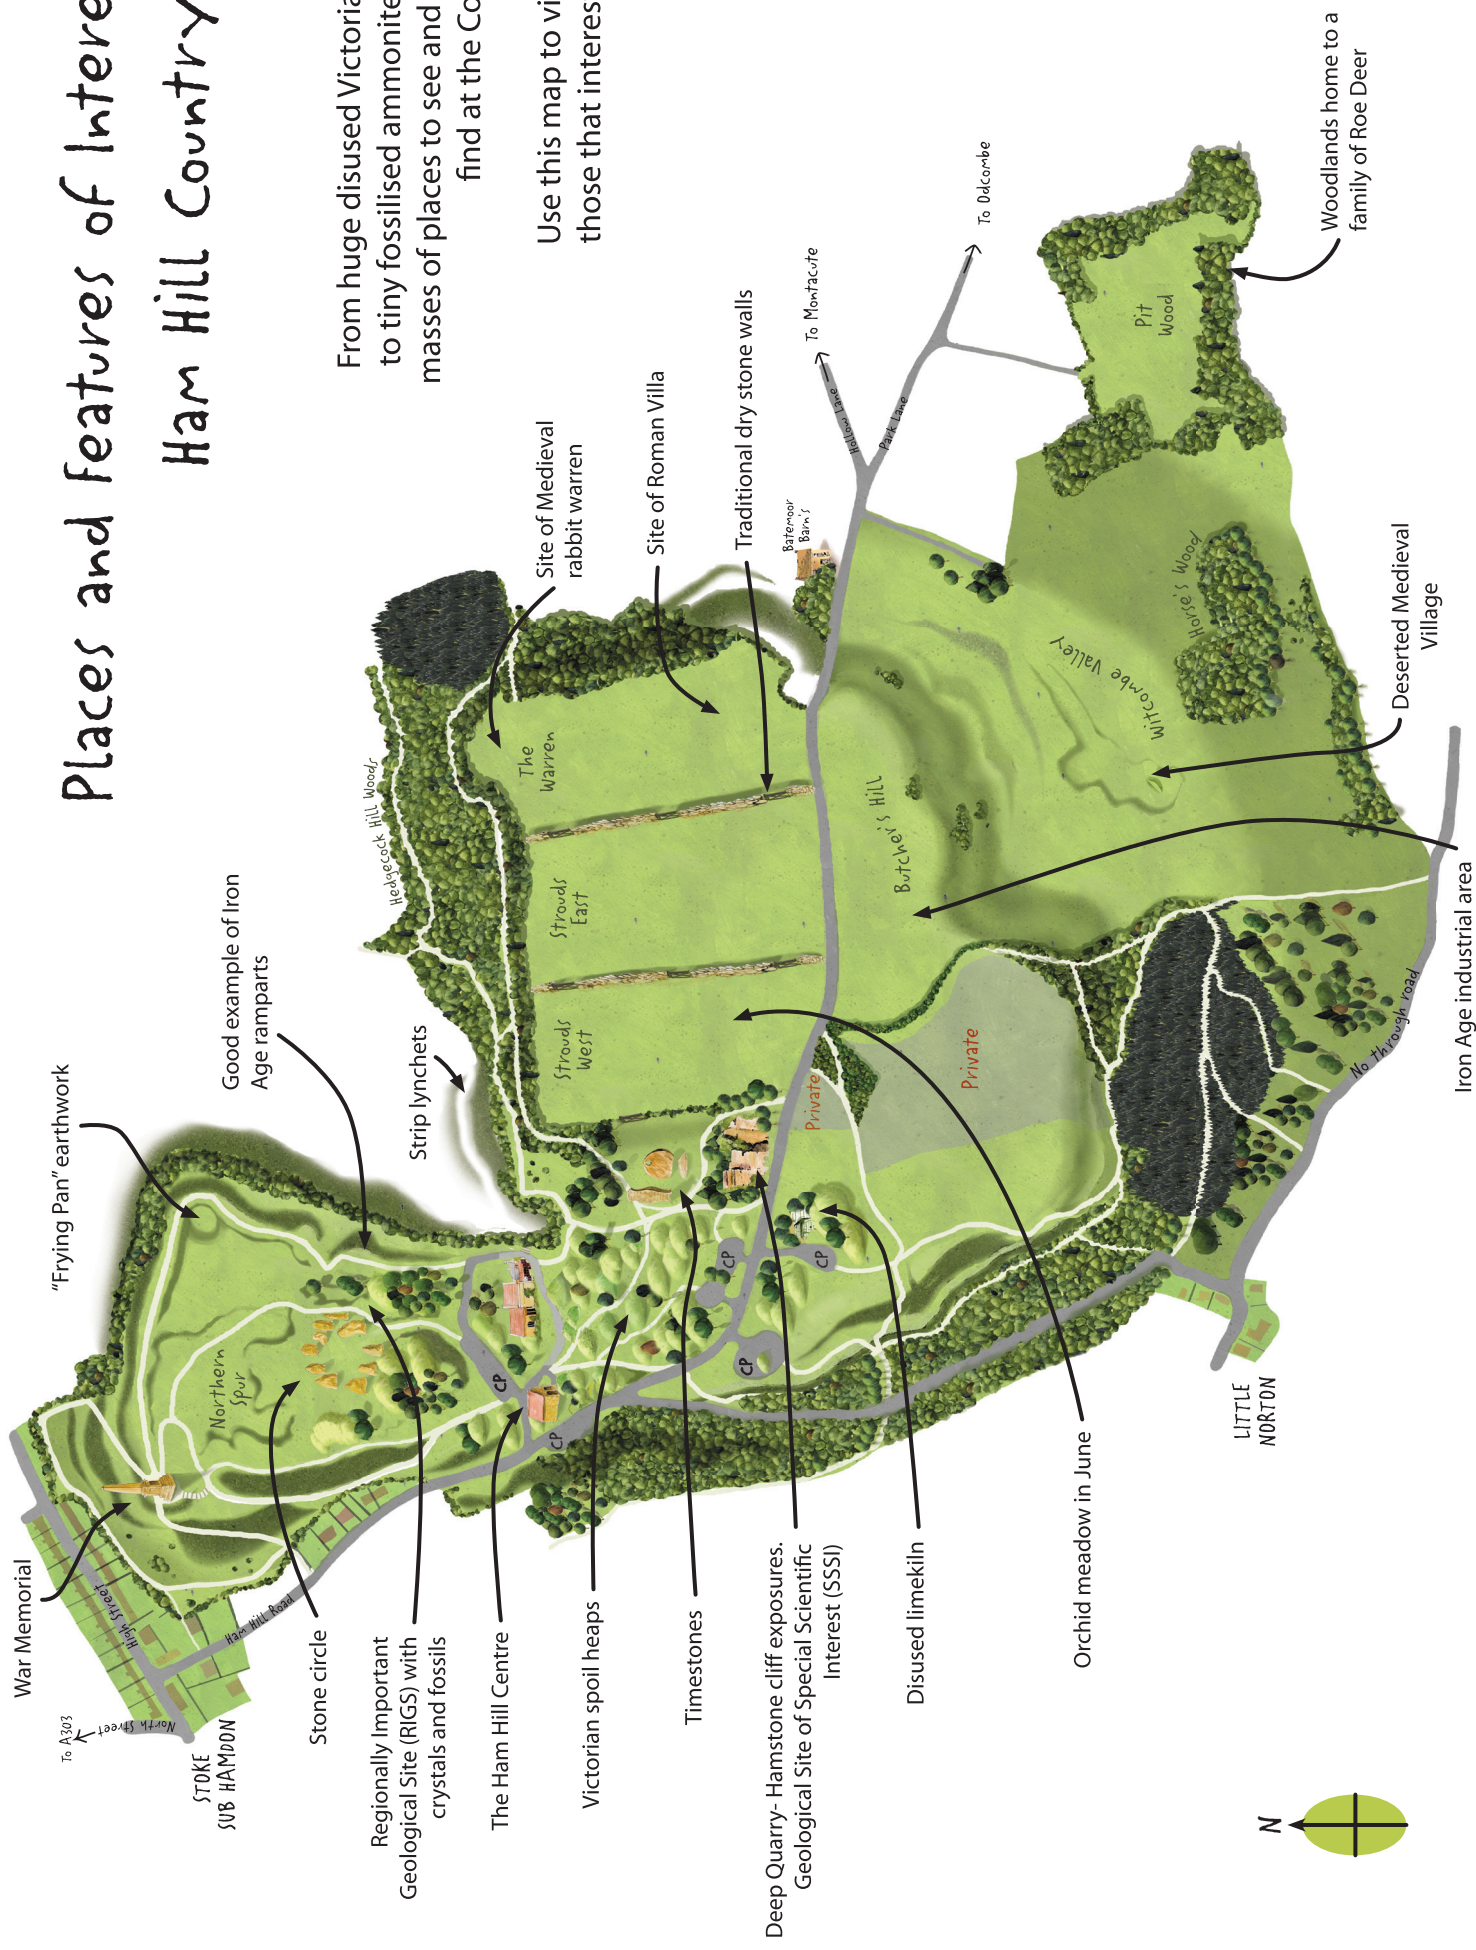 Places and Features of Intere
Ham Hill Country
From huge disused Victoria
to tiny fossilised ammonite
masses of places to see and
find at the Co
Use this map to vi
those that interes
War Memorial
"Frying Pan" earthwork
Good example of Iron
Age ramparts
Strip lynchets
Site of Medieval
rabbit warren
Site of Roman Villa
Traditional dry stone walls
Woodlands home to a
family of Roe Deer
Deserted Medieval
Village
Iron Age industrial area
Stone circle
Regionally Important
Geological Site (RIGS) with
crystals and fossils
The Ham Hill Centre
Victorian spoil heaps
Timestones
Deep Quarry- Hamstone cliff exposures.
Geological Site of Special Scientific
Interest (SSSI)
Disused limekiln
Orchid meadow in June
To A303
North Street
STOKE
SUB HAMDON
High Street
Ham Hill Road
Northern
Spur
Hedgecock Hill Woods
The
Warren
Strouds
East
Strouds
West
Batemoor
Barn's
Hollow Lane
To Montacute
Park Lane
To Odcombe
Pit
Wood
Horse's Wood
Witcombe Valley
Butcher's Hill
Private
Private
CP
CP
CP
CP
CP
No through road
LITTLE
NORTON
N